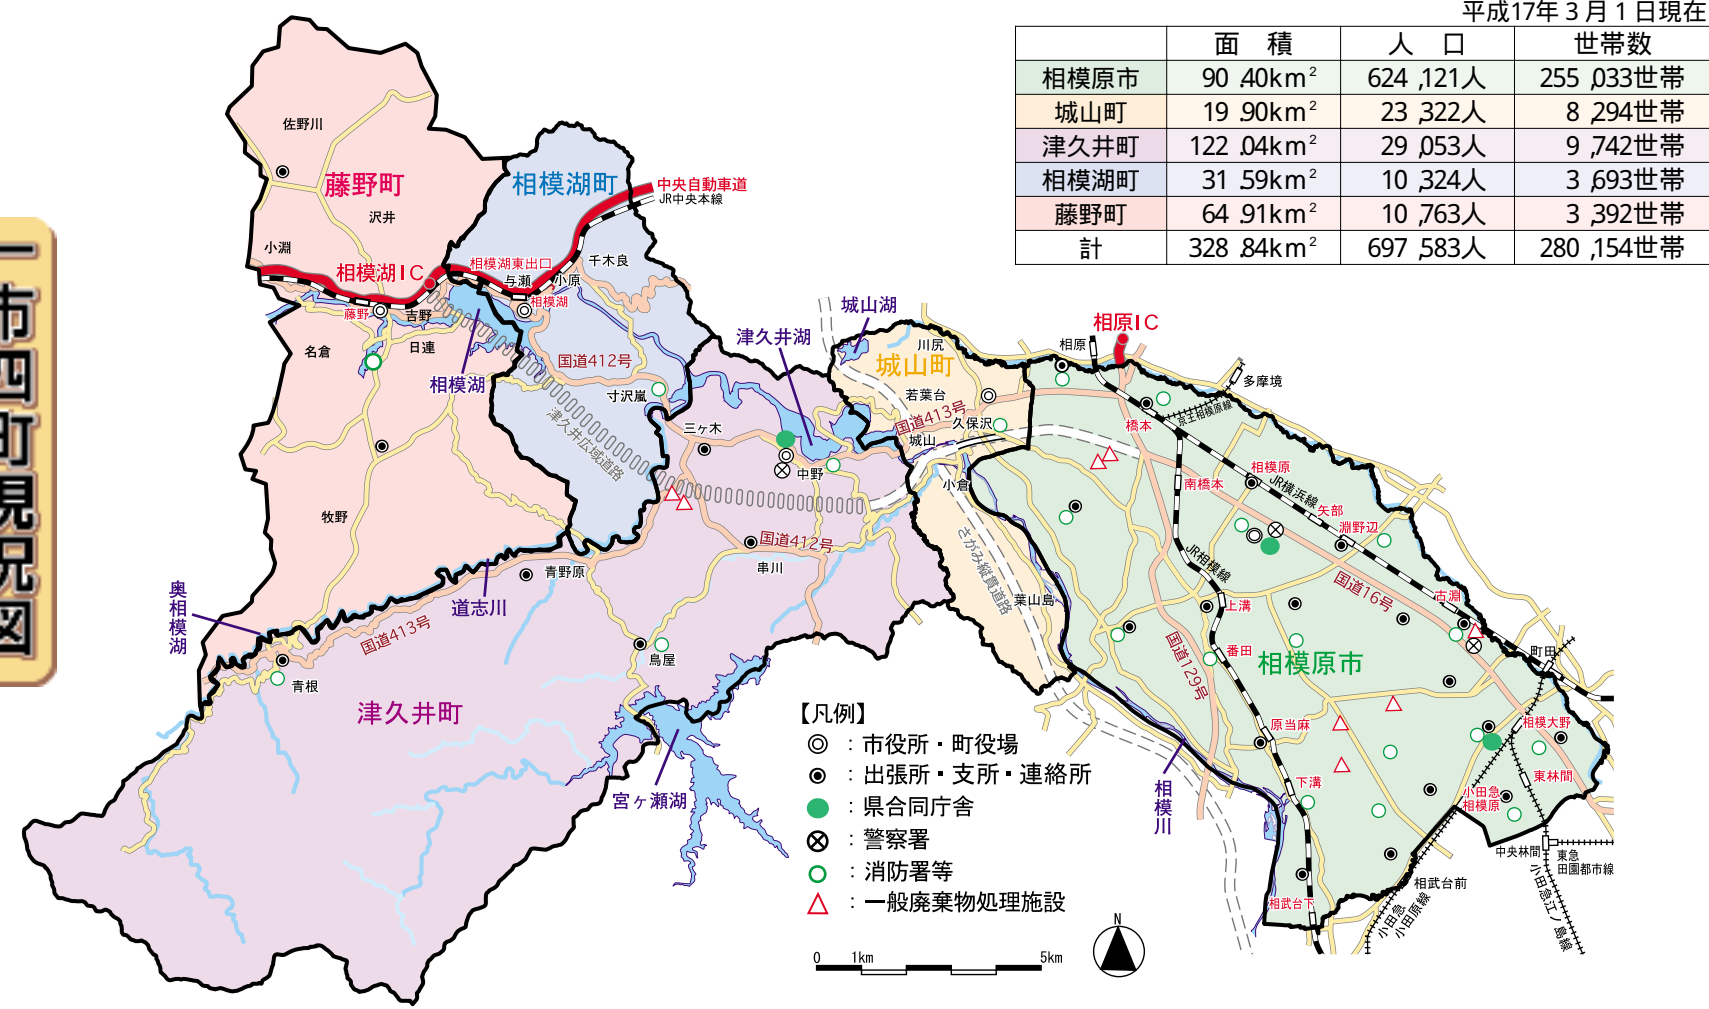 平成17年3月1日現在
面　積　人　口　世帯数
相模原市　90.40km²　624,121人　255,033世帯
城山町　19.90km²　23,322人　8,294世帯
津久井町　122.04km²　29,053人　9,742世帯
相模湖町　31.59km²　10,324人　3,693世帯
藤野町　64.91km²　10,763人　3,392世帯
計　328.84km²　697,583人　280,154世帯
一市四町現況図
佐野川
藤野町
沢井
小淵
相模湖町
中央自動車道
JR中央本線
相模湖IC
相模湖東出口
千木良
与瀬
小原
相模湖
藤野
吉野
名倉
日連
相模湖
国道412号
寸沢嵐
津久井広域道路
牧野
津久井湖
城山湖
川尻
城山町
若葉台
国道413号
久保沢
城山
小倉
三ヶ木
中野
国道412号
串川
青野原
道志川
奥相模湖
国道413号
青根
鳥屋
津久井町
宮ヶ瀬湖
さがみ縦貫道路
葉山島
相原IC
相原
多摩境
京王相模原線
橋本
相模原
JR横浜線
南橋本
矢部
淵野辺
JR相模線
国道16号
古淵
上溝
番田
国道129号
相模原市
町田
原当麻
相模大野
下溝
東林間
小田急
相模原
相模川
中央林間
東急
田園都市線
相武台前
相武台下
小田急
小田原線
小田急江ノ島線
【凡例】
◎：市役所・町役場
：出張所・支所・連絡所
：県合同庁舎
：警察署
：消防署等
：一般廃棄物処理施設
0　1km　5km
N